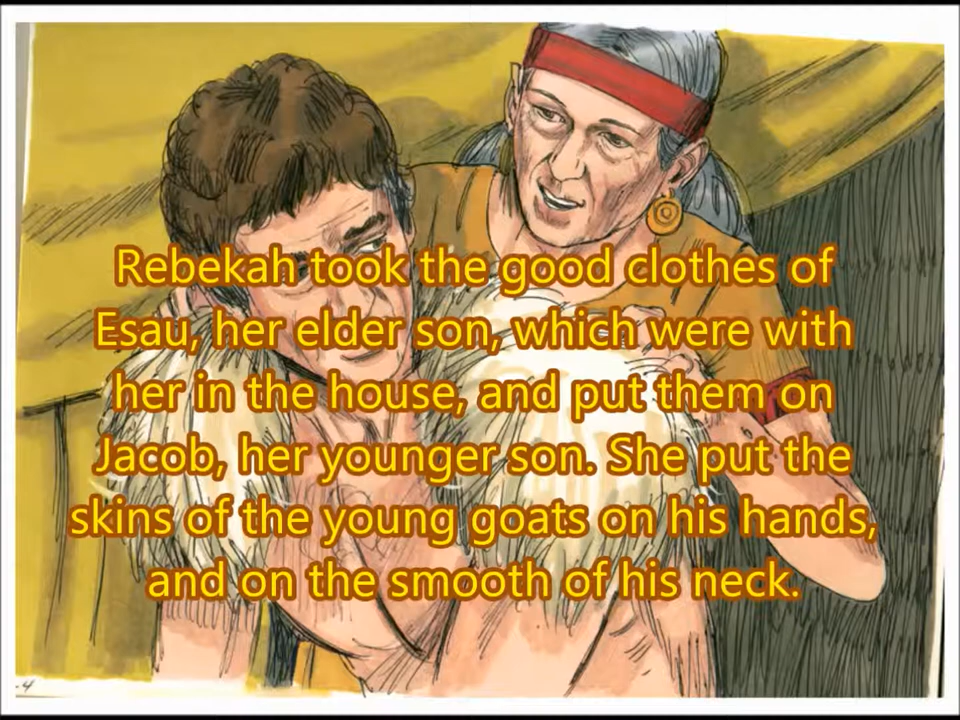 Rebekah took the good clothes of
Esau, her elder son, which were with
her in the house, and put them on
Jacob, her younger son. She put the
skins of the young goats on his hands,
and on the smooth of his neck.
-4